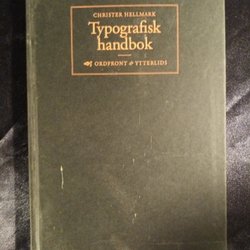 CHRISTER HELLMARK
Typografisk
handbok
ORDFRONT & YTTERLIDS